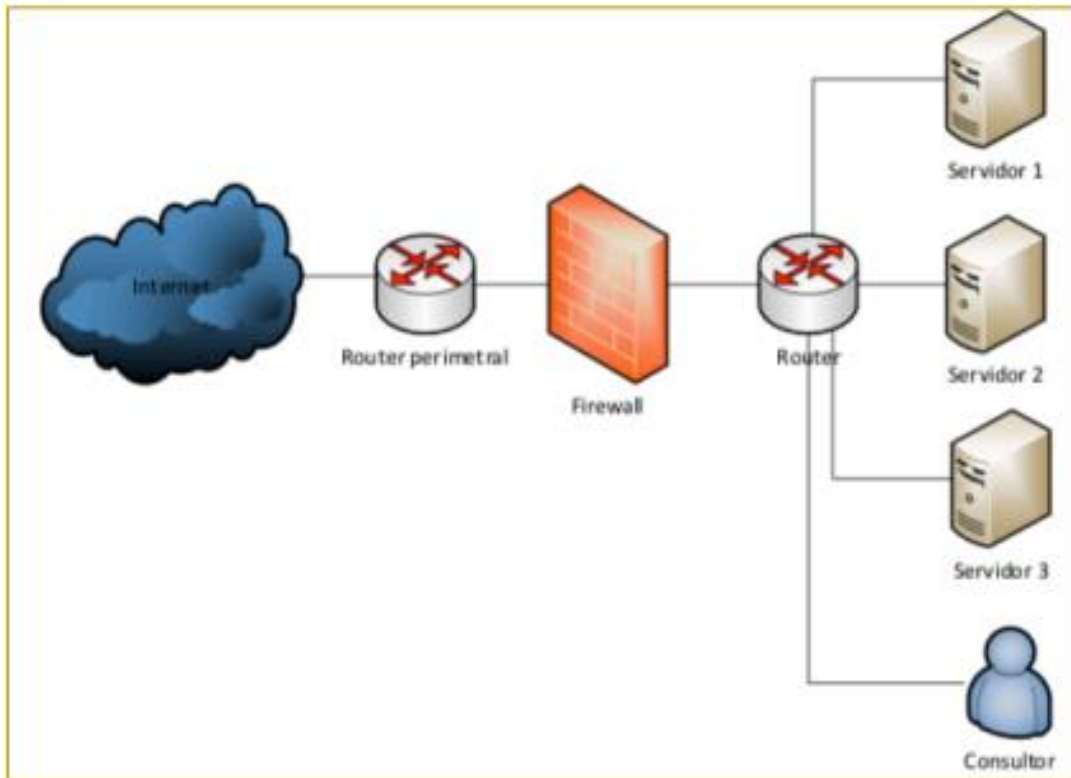 Servidor 1
Internet
Router perimetral
Router
Servidor 2
Firewall
Servidor 3
Consultor